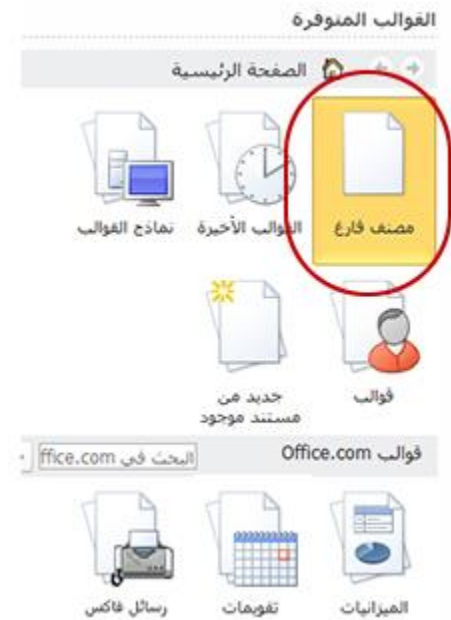 القوالب المتوفرة
الصفحة الرئيسية
مصنف فارغ
القوالب الأخيرة
نماذج القوالب
قوالب
جديد من
مستند موجود
قوالب Office.com
البحث في ffice.com
الميزانيات
تقويمات
رسائل فاكس